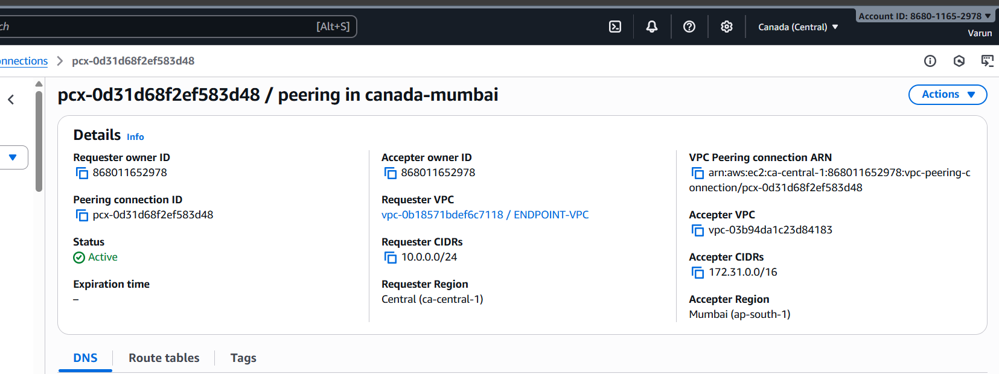 ch
[Alt+S]
Canada (Central)
Account ID: 8680-1165-2978
Varun
onnections
pcx-0d31d68f2ef583d48
pcx-0d31d68f2ef583d48 / peering in canada-mumbai
Actions
Details Info
Requester owner ID
868011652978
Peering connection ID
pcx-0d31d68f2ef583d48
Status
Active
Expiration time
–
Accepter owner ID
868011652978
Requester VPC
vpc-0b18571bdef6c7118 / ENDPOINT-VPC
Requester CIDRs
10.0.0.0/24
Requester Region
Central (ca-central-1)
VPC Peering connection ARN
arn:aws:ec2:ca-central-1:868011652978:vpc-peering-c
onnection/pcx-0d31d68f2ef583d48
Accepter VPC
vpc-03b94da1c23d84183
Accepter CIDRs
172.31.0.0/16
Accepter Region
Mumbai (ap-south-1)
DNS
Route tables
Tags